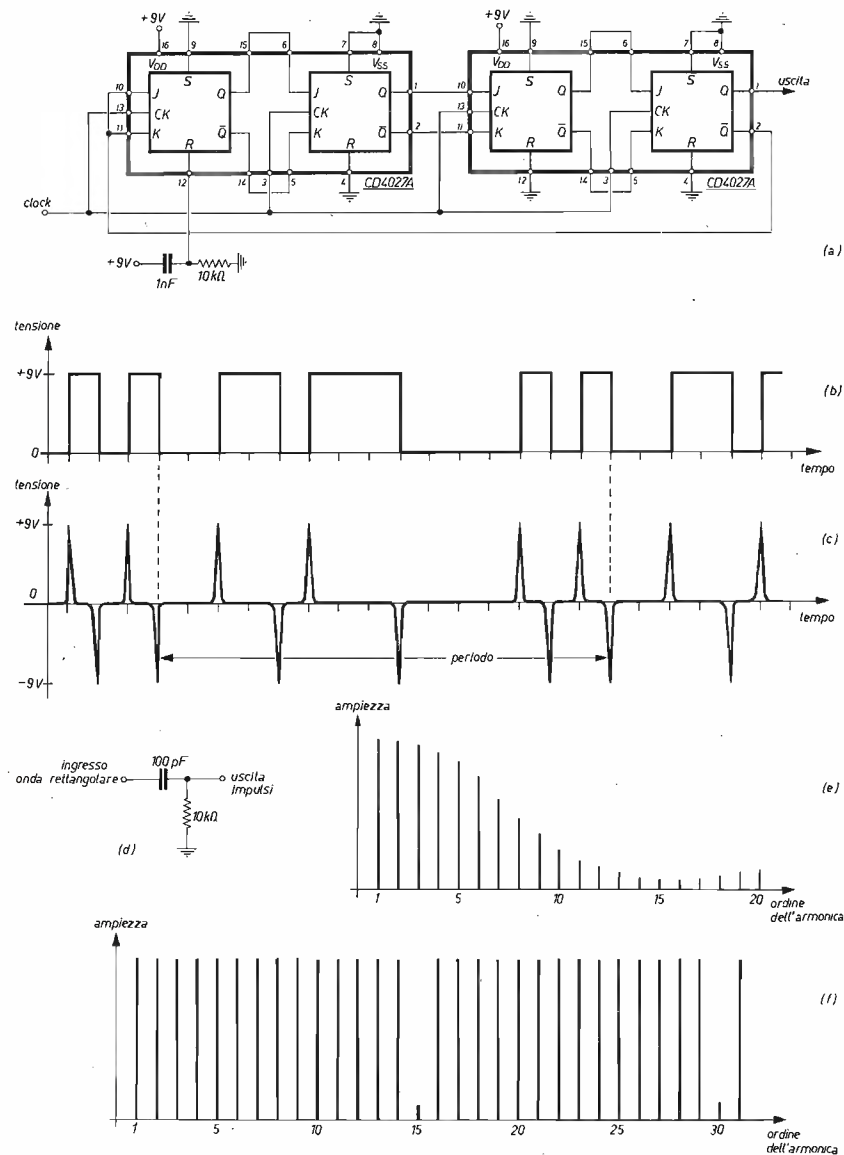 +9V
+9V
16 9 15 6 7 8
16 9 15 6 7 8
VDD S VSS
VDD S VSS
10 J Q J S Q 1
10 J Q J S Q 1
uscita
13 CK CK
13 CK CK
11 K Q̅ K Q̅ 2
11 K Q̅ K Q̅ 2
R R
R R
12 14 3 5 4 CD4027A
12 14 3 5 4 CD4027A
clock
+9V 1nF 10kΩ
(a)
tensione
+9V
(b)
0
tempo
tensione
+9V
(c)
0
tempo
periodo
-9V
ingresso
onda rettangolare
100 pF
uscita
impulsi
10kΩ
(d)
ampiezza
(e)
1 5 10 15 20
ordine
dell'armonica
ampiezza
(f)
1 5 10 15 20 25 30
ordine
dell'armonica